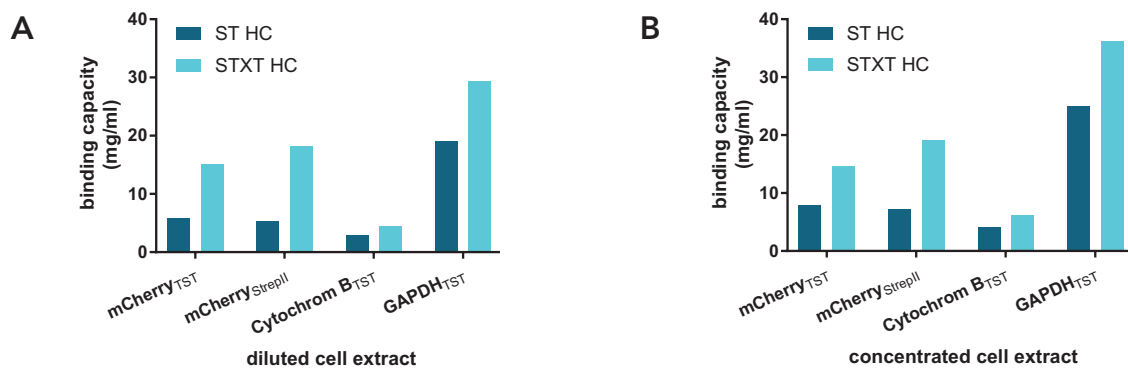 A
ST HC
STXT HC
binding capacity
(mg/ml)
40
30
20
10
0
mCherryTST
mCherryStrepII
Cytochrom BTST
GAPDHTST
diluted cell extract
B
ST HC
STXT HC
binding capacity
(mg/ml)
40
30
20
10
0
mCherryTST
mCherryStrepII
Cytochrom BTST
GAPDHTST
concentrated cell extract